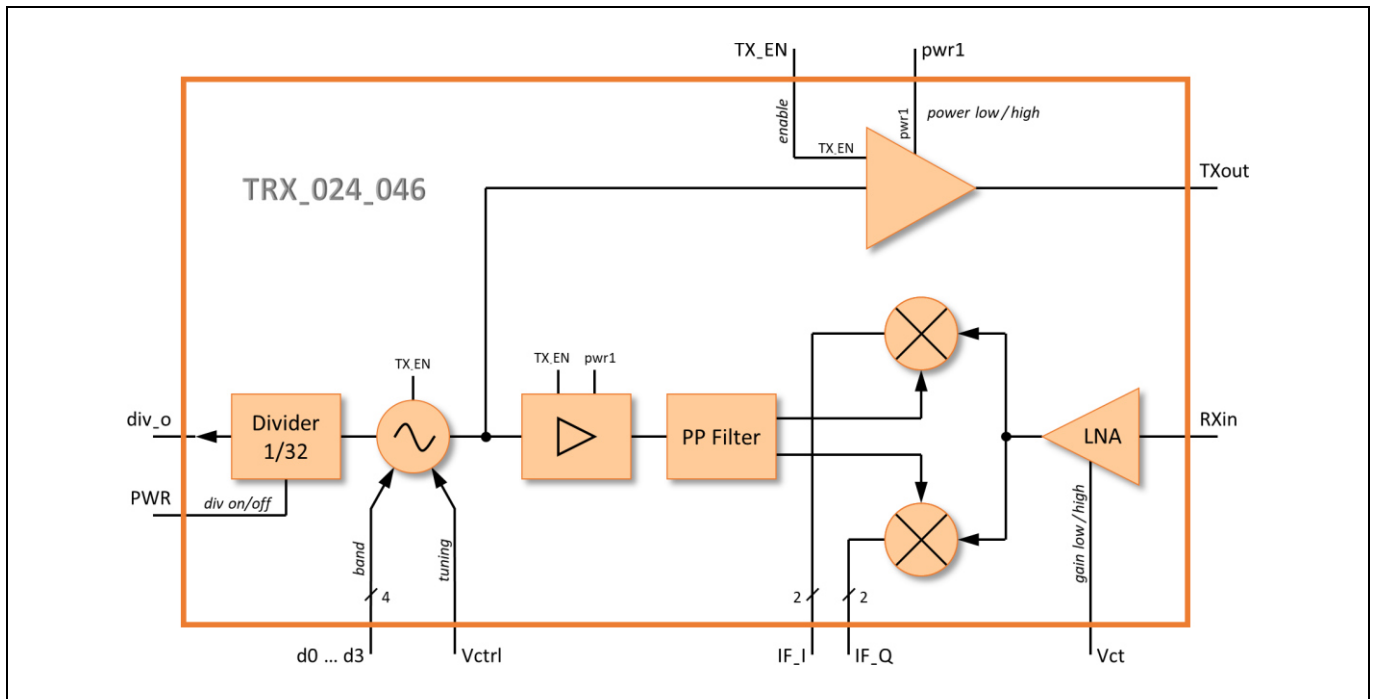 TX_EN
pwr1
enable
pwr1
power low / high
TX_EN
TRX_024_046
TXout
TX_EN
TX_EN
pwr1
div_o
Divider
1/32
PP Filter
LNA
RXin
PWR
div on/off
band
tuning
gain low / high
4
2
2
d0 ... d3
Vctrl
IF_I
IF_Q
Vct